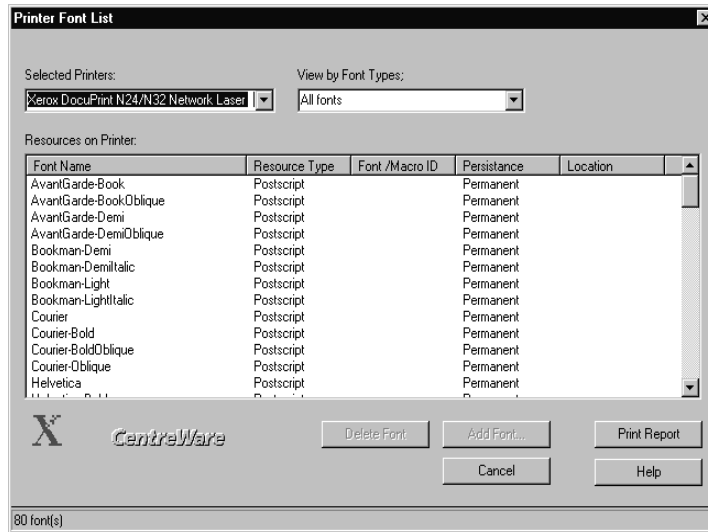 Printer Font List
Selected Printers: View by Font Types;
Xerox DocuPrint N24/N32 Network Laser All fonts
Resources on Printer:
Font Name Resource Type Font /Macro ID Persistance Location
AvantGarde-Book Postscript Permanent
AvantGarde-BookOblique Postscript Permanent
AvantGarde-Demi Postscript Permanent
AvantGarde-DemiOblique Postscript Permanent
Bookman-Demi Postscript Permanent
Bookman-DemiItalic Postscript Permanent
Bookman-Light Postscript Permanent
Bookman-LightItalic Postscript Permanent
Courier Postscript Permanent
Courier-Bold Postscript Permanent
Courier-BoldOblique Postscript Permanent
Courier-Oblique Postscript Permanent
Helvetica Postscript Permanent
X CentreWare Delete Font Add Font... Print Report
Cancel Help
80 font(s)